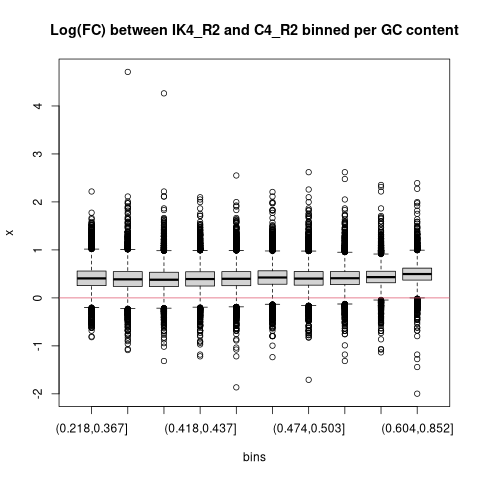 Log(FC) between IK4_R2 and C4_R2 binned per GC content
x
4
3
2
1
0
-1
-2
(0.218,0.367] (0.418,0.437] (0.474,0.503] (0.604,0.852]
bins